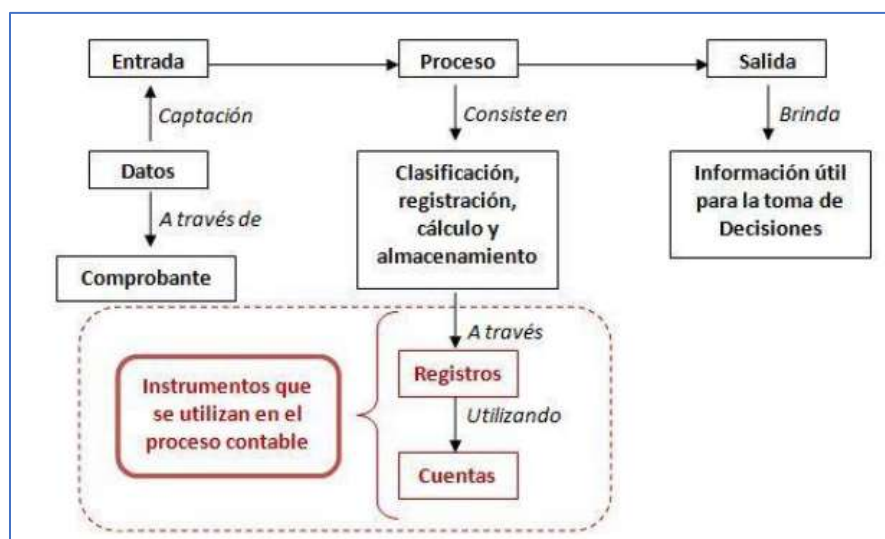 Entrada
Proceso
Salida
Captación
Consiste en
Brinda
Datos
Clasificación,
registración,
cálculo y
almacenamiento
Información útil
para la toma de
Decisiones
A través de
Comprobante
A través
Instrumentos que
se utilizan en el
proceso contable
Registros
Utilizando
Cuentas